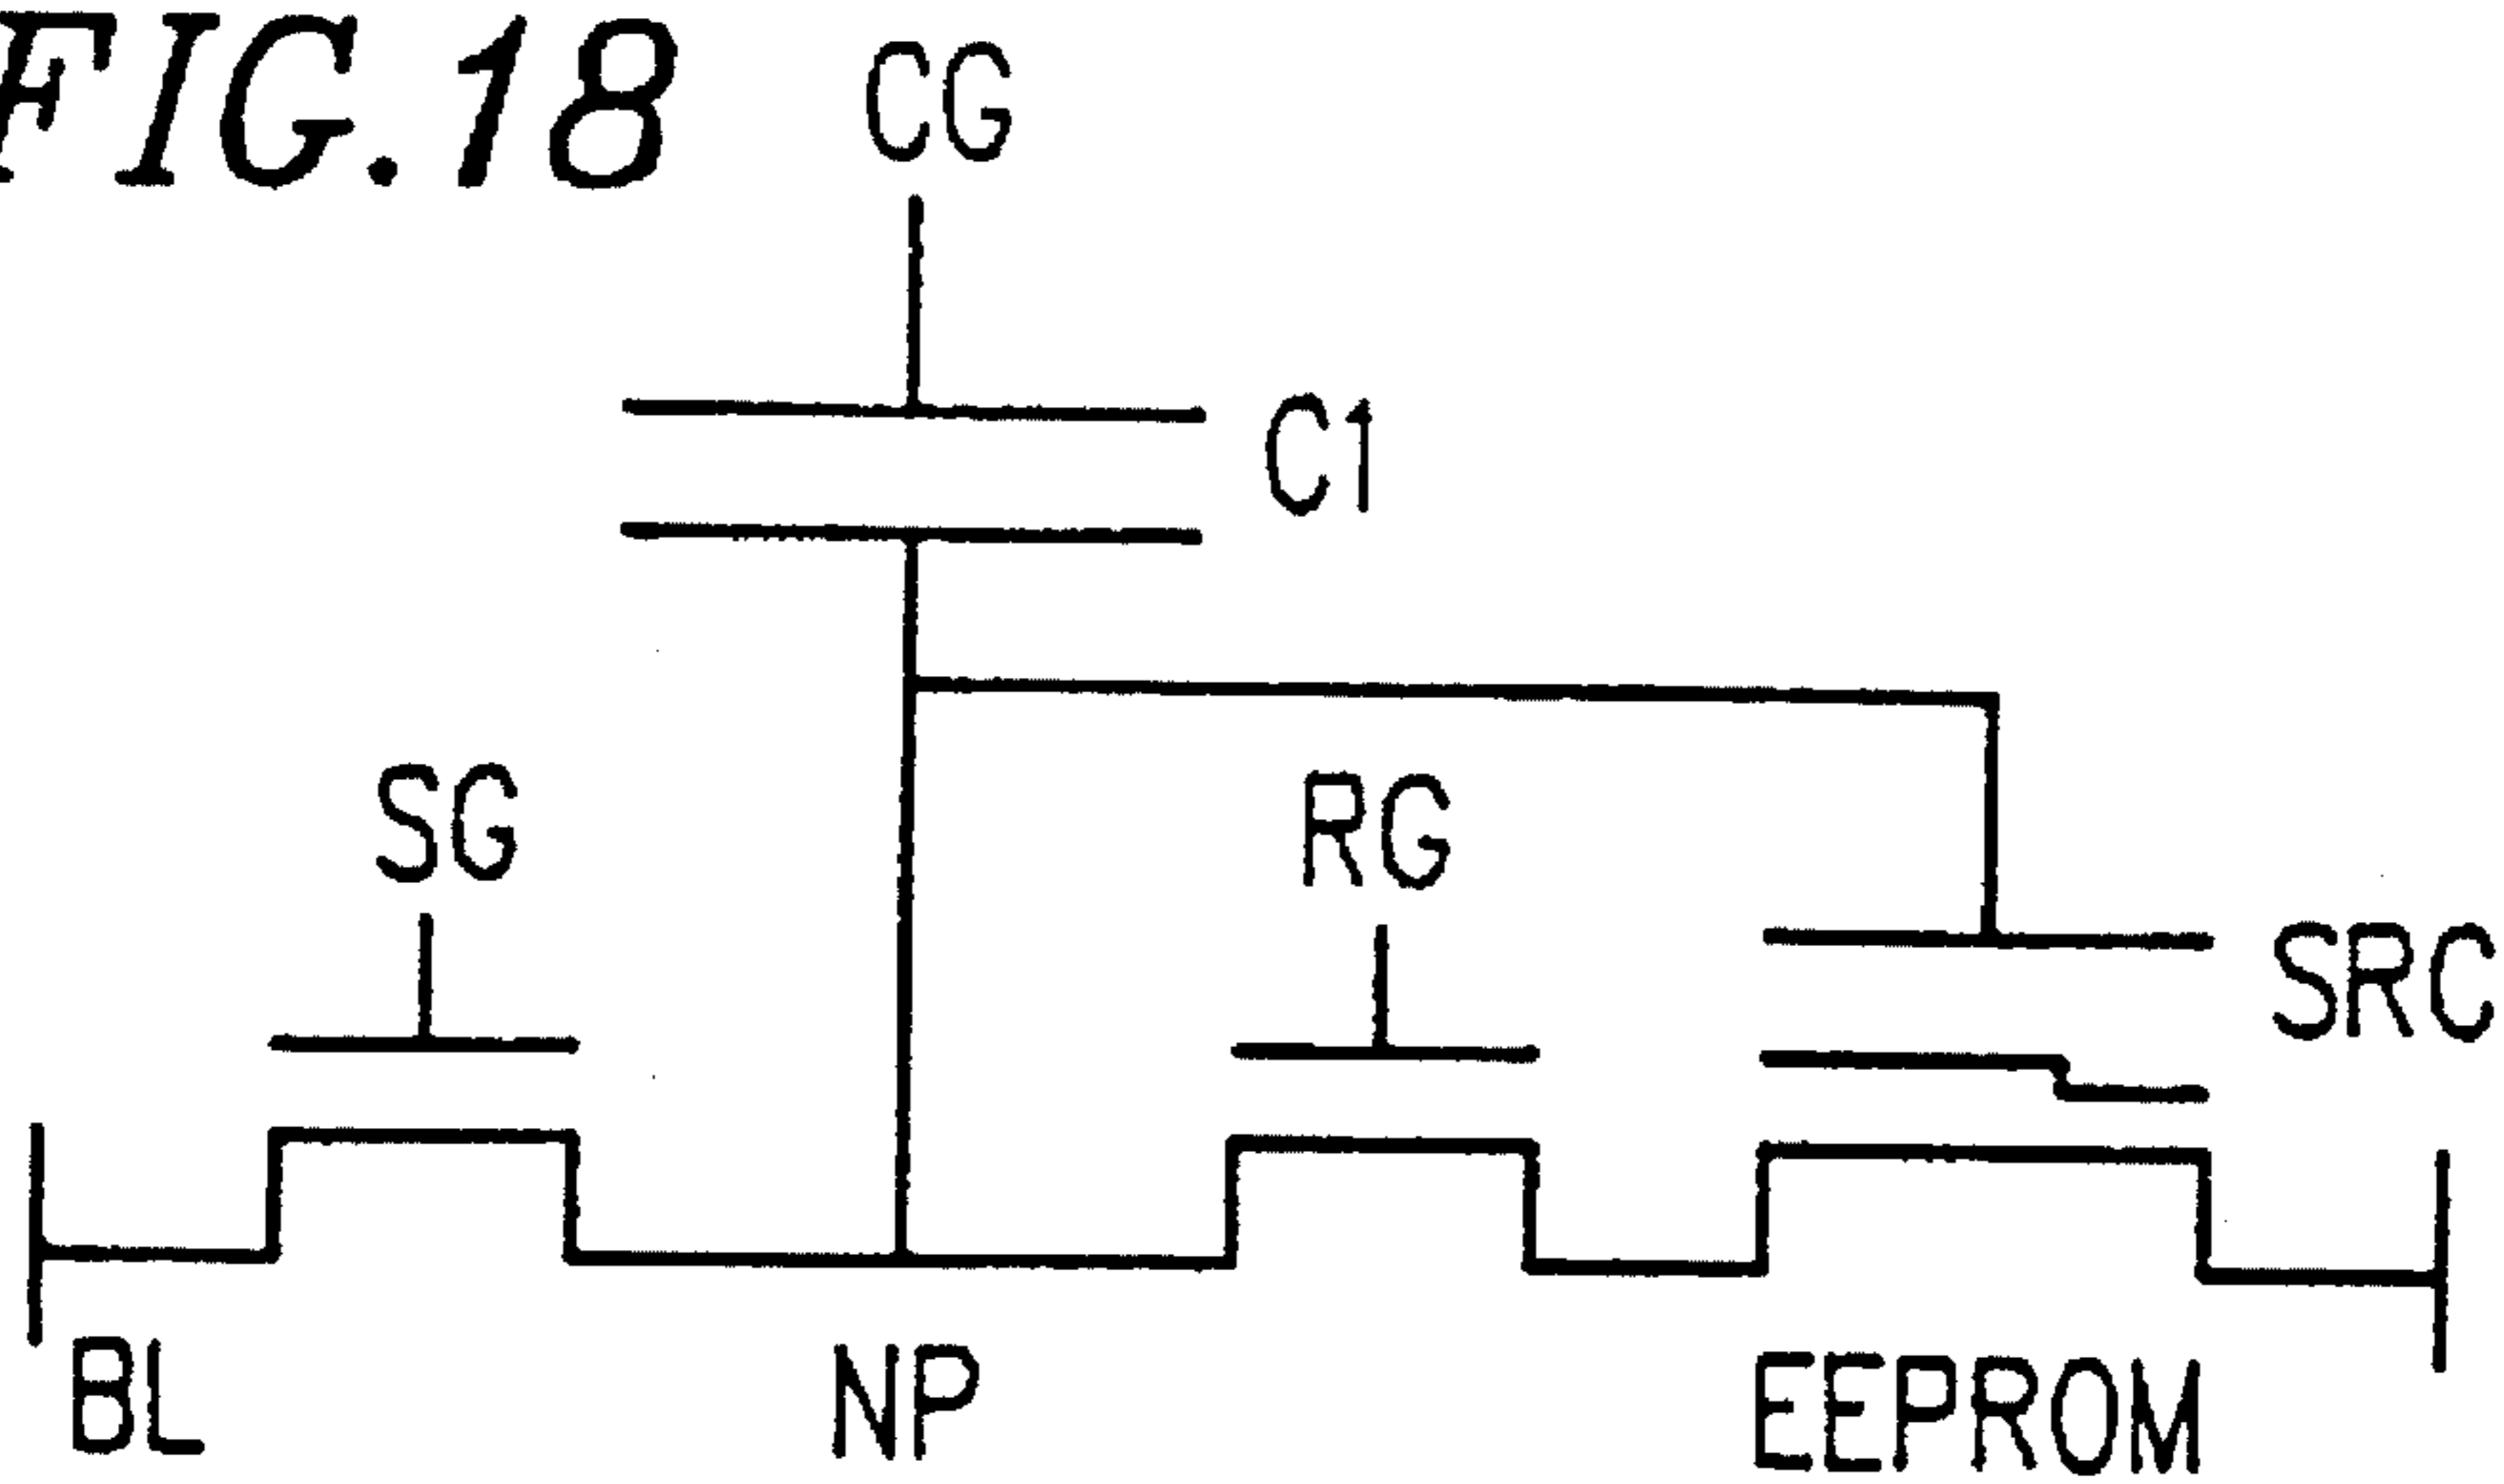 FIG.18
CG
C1
SG
RG
SRC
BL
NP
EEPROM